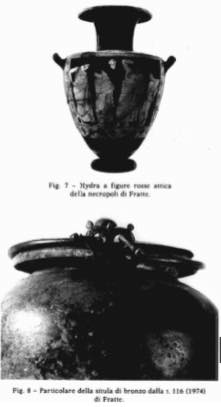 Fig. 7 - Hydra a figure rosse attica
della necropoli di Fratte.
Fig. 8 - Particolare della situla di bronzo dalla t. 116 (1974)
di Fratte.